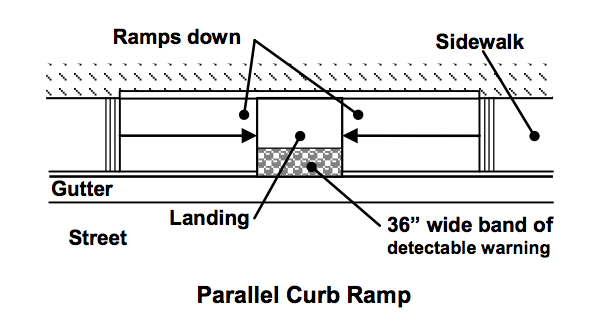 Ramps down
Sidewalk
Gutter
Landing
36” wide band of
detectable warning
Street
Parallel Curb Ramp